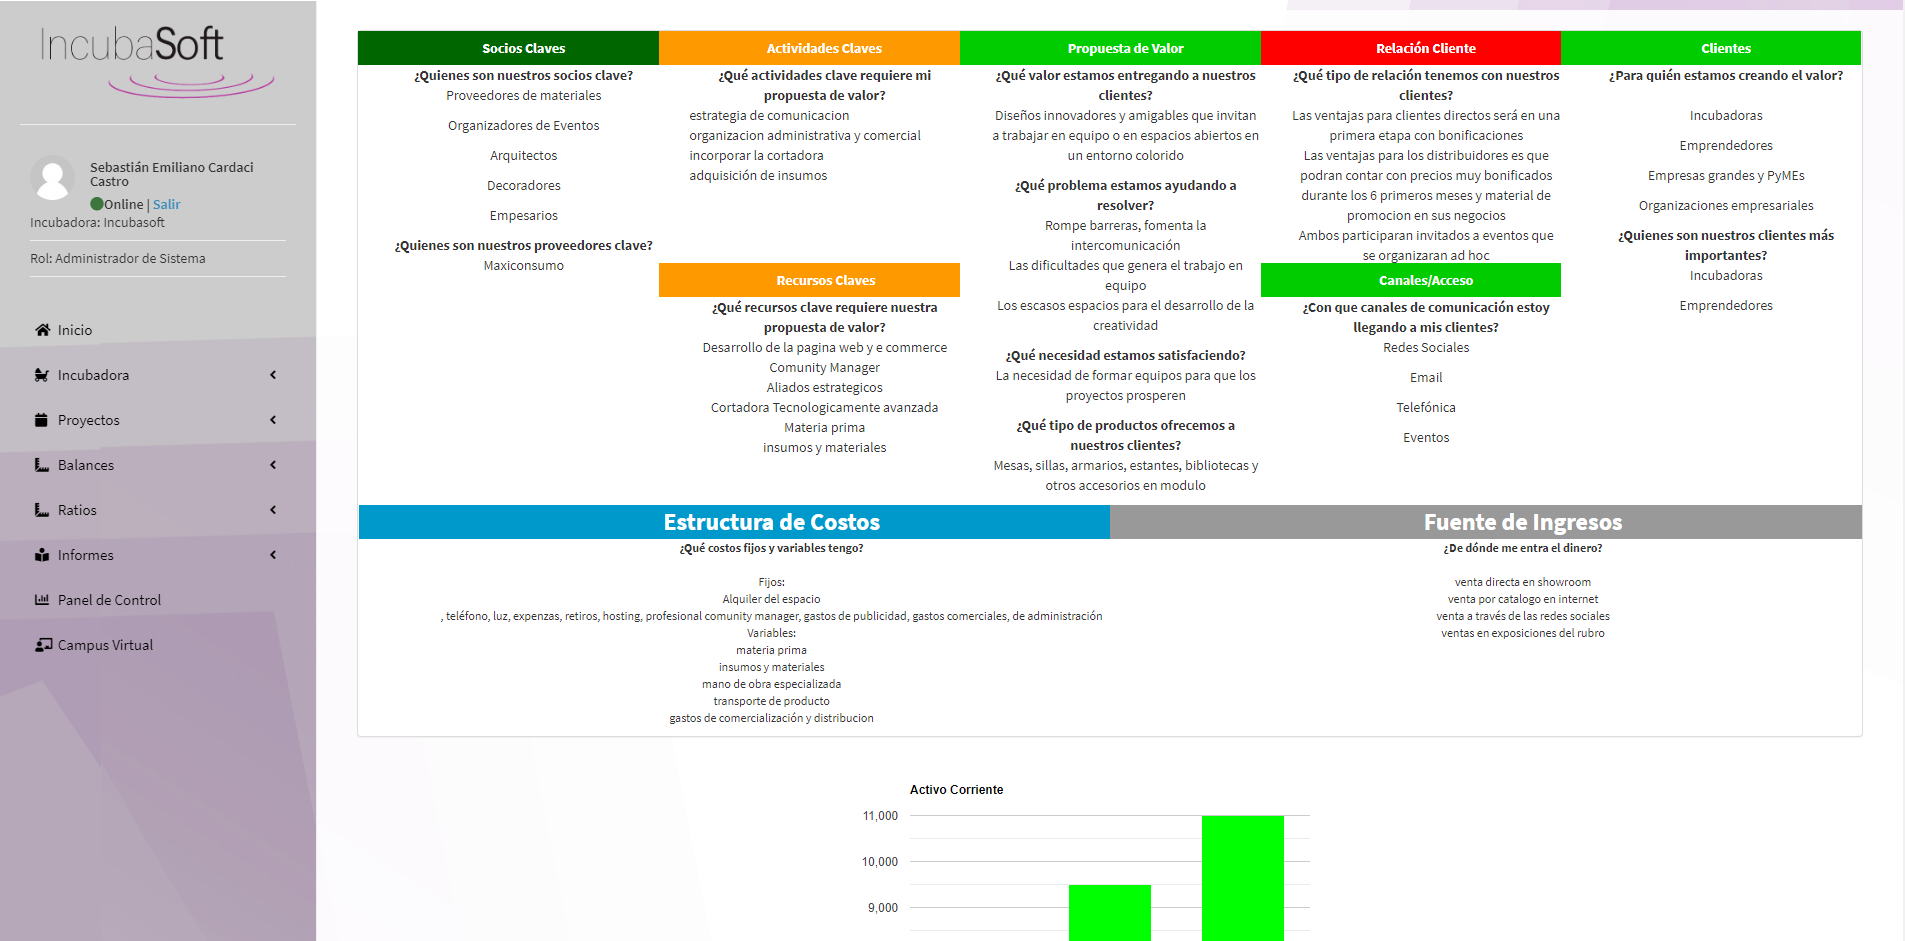 IncubaSoft
Sebastián Emiliano Cardaci
Castro
Online | Salir
Incubadora: Incubasoft
Rol: Administrador de Sistema
Inicio
Incubadora
Proyectos
Balances
Ratios
Informes
Panel de Control
Campus Virtual
Socios Claves
¿Quienes son nuestros socios clave?
Proveedores de materiales
Organizadores de Eventos
Arquitectos
Decoradores
Empesarios
¿Quienes son nuestros proveedores clave?
Maxiconsumo
Actividades Claves
¿Qué actividades clave requiere mi
propuesta de valor?
estrategia de comunicacion
organizacion administrativa y comercial
incorporar la cortadora
adquisición de insumos
Recursos Claves
¿Qué recursos clave requiere nuestra
propuesta de valor?
Desarrollo de la pagina web y e commerce
Comunity Manager
Aliados estrategicos
Cortadora Tecnologicamente avanzada
Materia prima
insumos y materiales
Propuesta de Valor
¿Qué valor estamos entregando a nuestros
clientes?
Diseños innovadores y amigables que invitan
a trabajar en equipo o en espacios abiertos en
un entorno colorido
¿Qué problema estamos ayudando a
resolver?
Rompe barreras, fomenta la
intercomunicación
Las dificultades que genera el trabajo en
equipo
Los escasos espacios para el desarrollo de la
creatividad
¿Qué necesidad estamos satisfaciendo?
La necesidad de formar equipos para que los
proyectos prosperen
¿Qué tipo de productos ofrecemos a
nuestros clientes?
Mesas, sillas, armarios, estantes, bibliotecas y
otros accesorios en modulo
Relación Cliente
¿Qué tipo de relación tenemos con nuestros
clientes?
Las ventajas para clientes directos será en una
primera etapa con bonificaciones
Las ventajas para los distribuidores es que
podran contar con precios muy bonificados
durante los 6 primeros meses y material de
promocion en sus negocios
Ambos participaran invitados a eventos que
se organizaran ad hoc
Canales/Acceso
¿Con que canales de comunicación estoy
llegando a mis clientes?
Redes Sociales
Email
Telefónica
Eventos
Clientes
¿Para quién estamos creando el valor?
Incubadoras
Emprendedores
Empresas grandes y PyMEs
Organizaciones empresariales
¿Quienes son nuestros clientes más
importantes?
Incubadoras
Emprendedores
Estructura de Costos
¿Qué costos fijos y variables tengo?
Fijos:
Alquiler del espacio
, teléfono, luz, expenzas, retiros, hosting, profesional comunity manager, gastos de publicidad, gastos comerciales, de administración
Variables:
materia prima
insumos y materiales
mano de obra especializada
transporte de producto
gastos de comercialización y distribucion
Fuente de Ingresos
¿De dónde me entra el dinero?
venta directa en showroom
venta por catalogo en internet
venta a través de las redes sociales
ventas en exposiciones del rubro
Activo Corriente
11,000
10,000
9,000